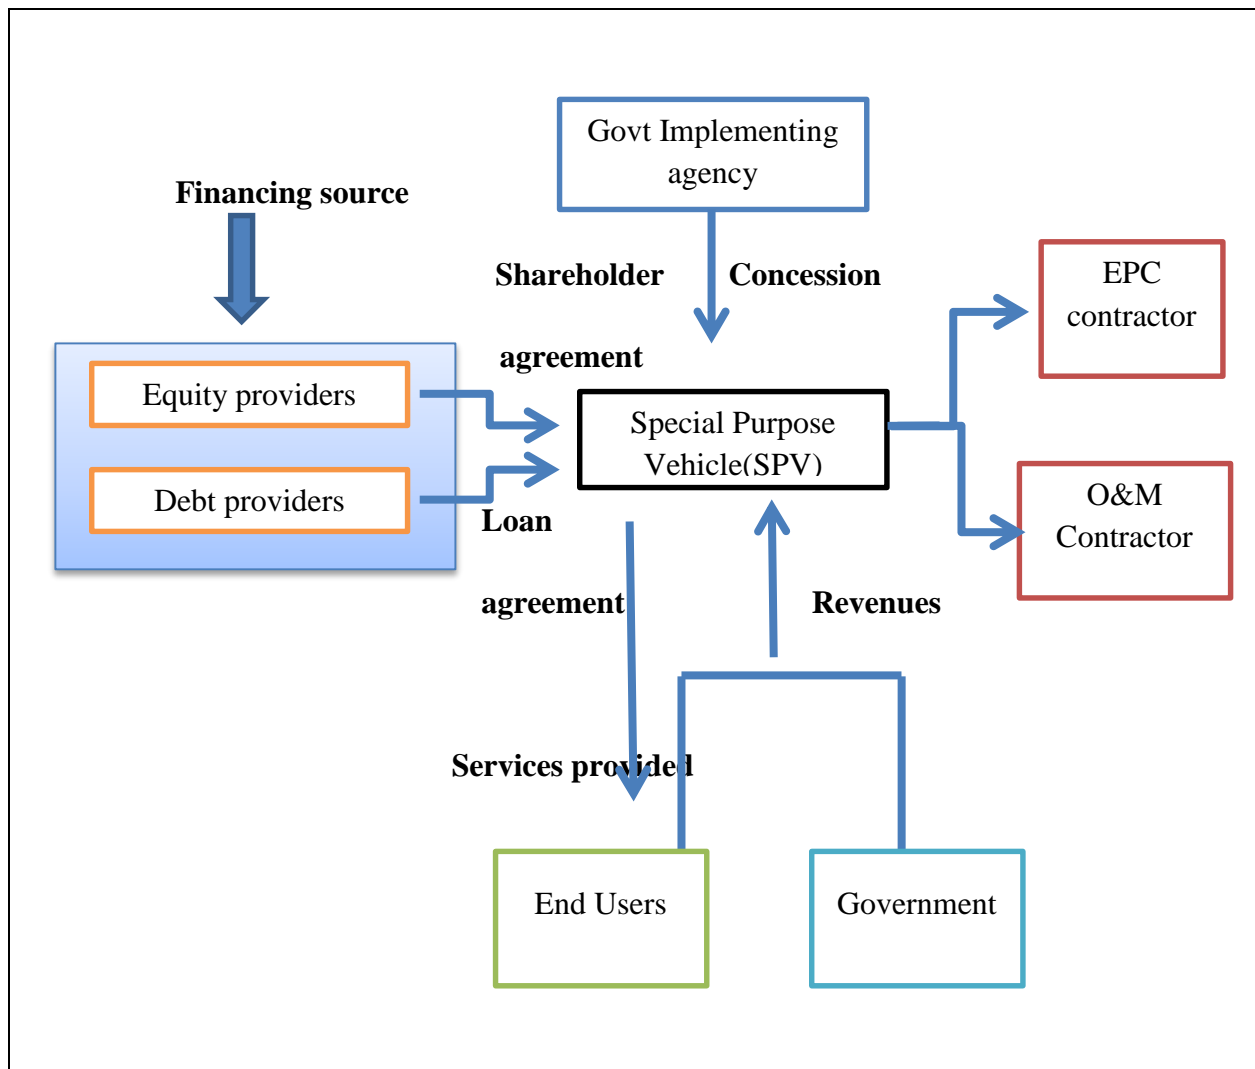 Govt Implementing
agency
Financing source
Shareholder
agreement
Concession
EPC
contractor
Equity providers
Debt providers
Special Purpose
Vehicle(SPV)
Loan
agreement
O&M
Contractor
Revenues
Services provided
End Users
Government